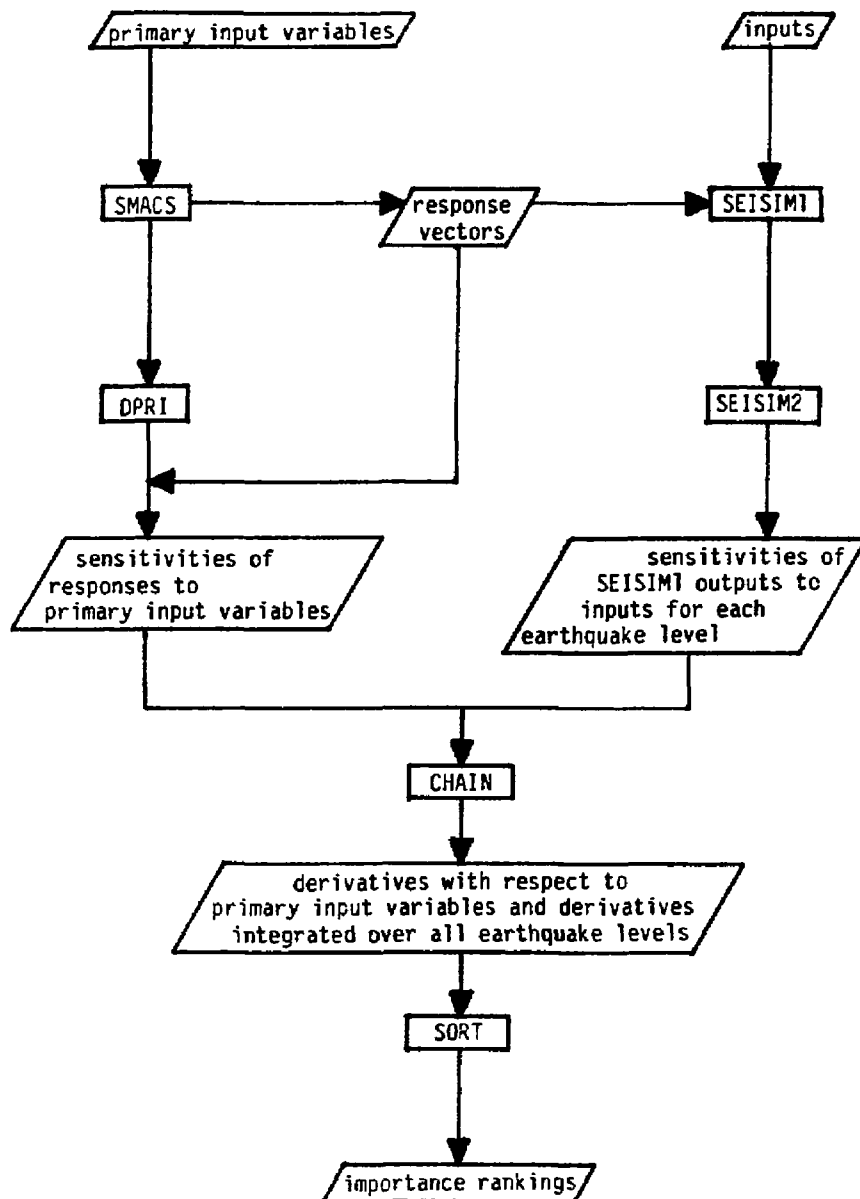 primary input variables
inputs
SMACS
response
vectors
SEISIM1
DPRI
SEISIM2
sensitivities of
responses to
primary input variables
sensitivities of
SEISIM1 outputs to
inputs for each
earthquake level
CHAIN
derivatives with respect to
primary input variables and derivatives
integrated over all earthquake levels
SORT
importance rankings